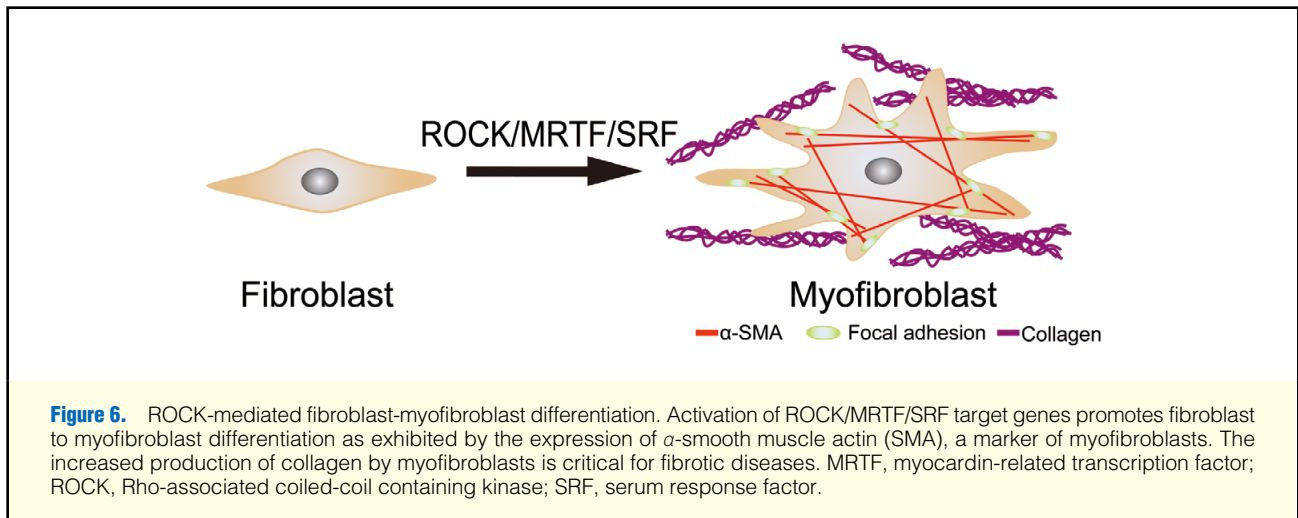 ROCK/MRTF/SRF
Fibroblast
Myofibroblast
α-SMA Focal adhesion Collagen
Figure 6. ROCK-mediated fibroblast-myofibroblast differentiation. Activation of ROCK/MRTF/SRF target genes promotes fibroblast
to myofibroblast differentiation as exhibited by the expression of α-smooth muscle actin (SMA), a marker of myofibroblasts. The
increased production of collagen by myofibroblasts is critical for fibrotic diseases. MRTF, myocardin-related transcription factor;
ROCK, Rho-associated coiled-coil containing kinase; SRF, serum response factor.